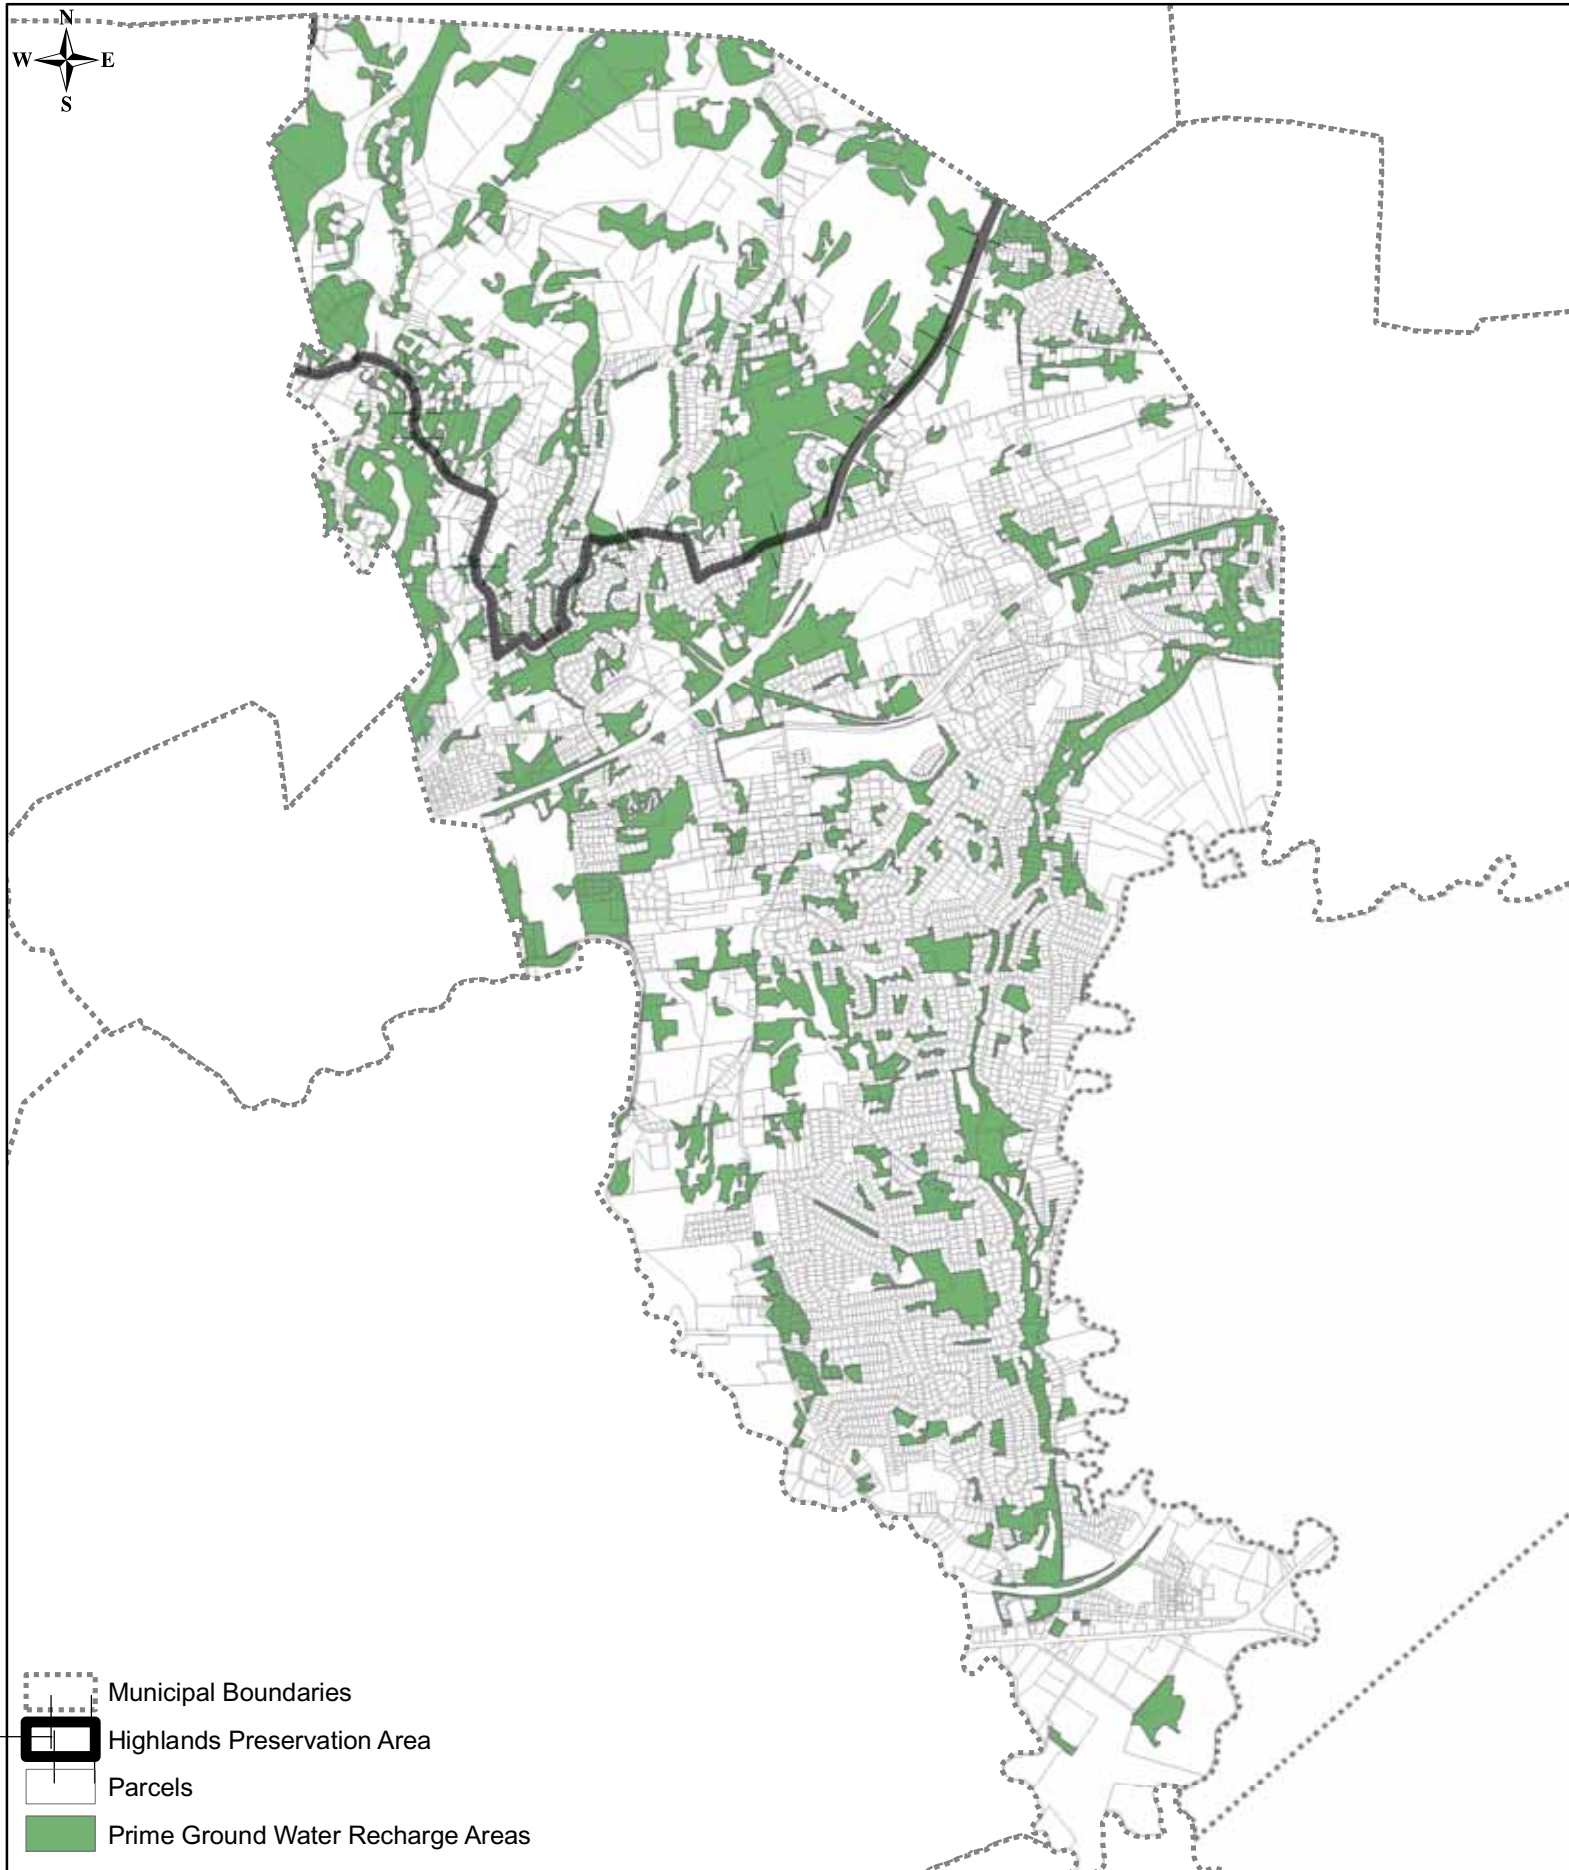 N
W E
S
Municipal Boundaries
Highlands Preservation Area
Parcels
Prime Ground Water Recharge Areas